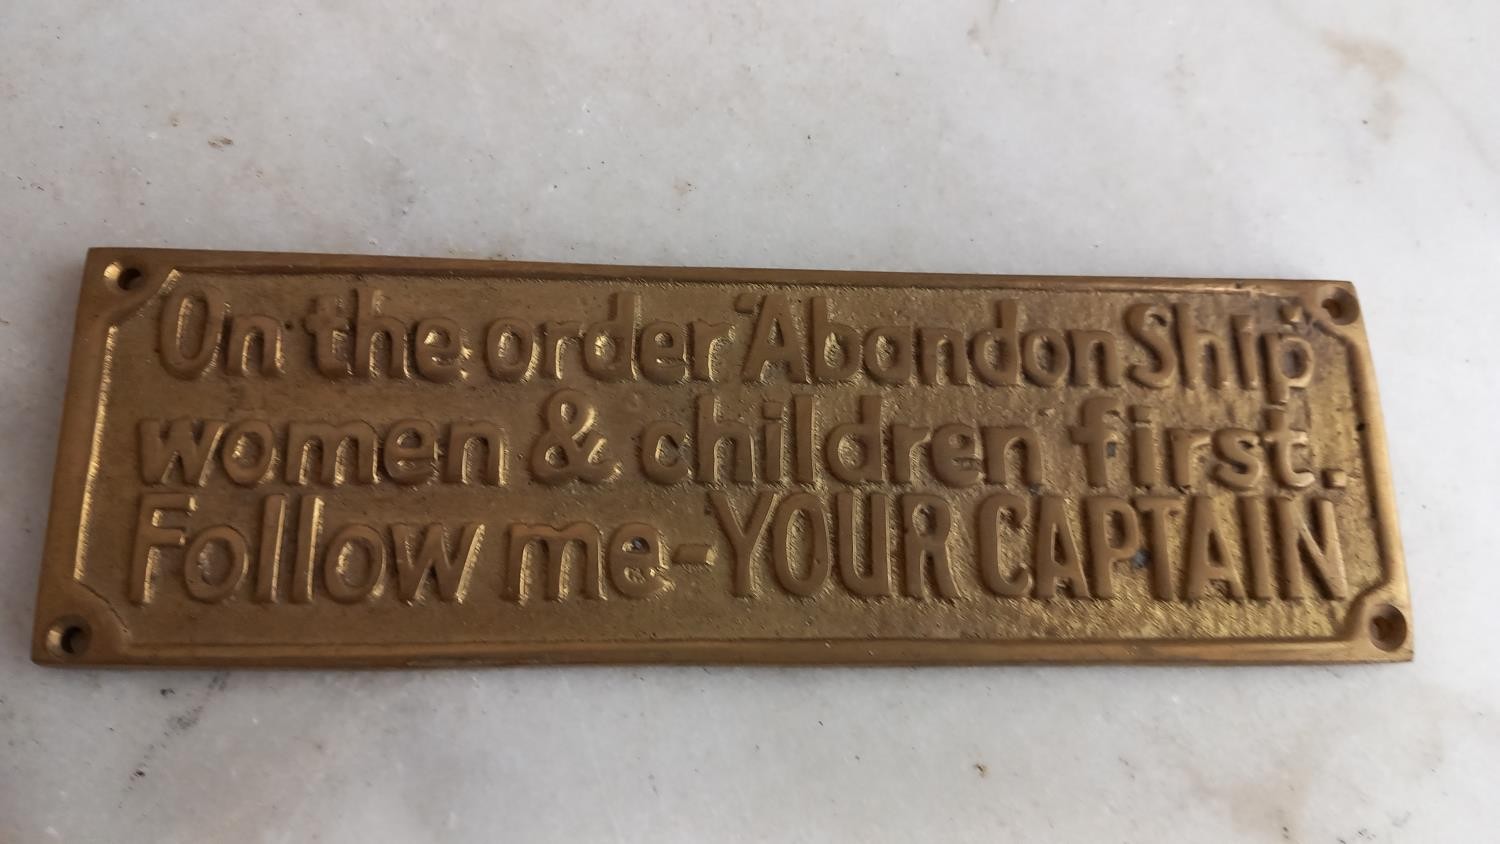 On the order 'Abandon Ship'
women & children first.
Follow me-YOUR CAPTAIN